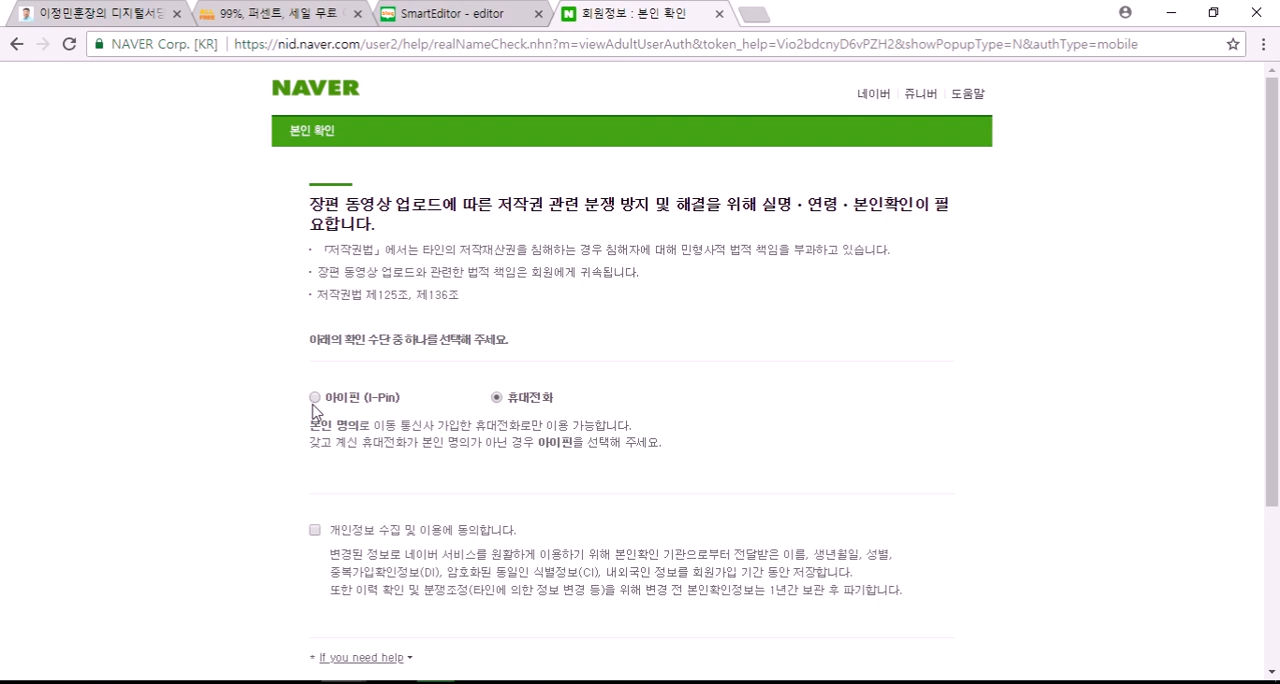 이정민훈장의 디지털서당
99%, 퍼센트, 세일 무료
SmartEditor - editor
회원정보 : 본인 확인
NAVER Corp. [KR]
https://nid.naver.com/user2/help/realNameCheck.nhn?m=viewAdultUserAuth&token_help=Vio2bdcnyD6vPZH2&showPopupType=N&authType=mobile
NAVER
네이버 쥬니버 도움말
본인 확인
장편 동영상 업로드에 따른 저작권 관련 분쟁 방지 및 해결을 위해 실명·연령·본인확인이 필
요합니다.
· 「저작권법」에서는 타인의 저작재산권을 침해하는 경우 침해자에 대해 민형사적 법적 책임을 부과하고 있습니다.
· 장편 동영상 업로드와 관련한 법적 책임은 회원에게 귀속됩니다.
· 저작권법 제125조, 제136조
아래의 확인 수단 중 하나를 선택해 주세요.
아이핀 (I-Pin) 휴대전화
본인 명의로 이동 통신사 가입한 휴대전화로만 이용 가능합니다.
갖고 계신 휴대전화가 본인 명의가 아닌 경우 아이핀을 선택해 주세요.
개인정보 수집 및 이용에 동의합니다.
변경된 정보로 네이버 서비스를 원활하게 이용하기 위해 본인확인 기관으로부터 전달받은 이름, 생년월일, 성별,
중복가입확인정보(DI), 암호화된 동일인 식별정보(CI), 내외국인 정보를 회원가입 기간 동안 저장합니다.
또한 이력 확인 및 분쟁조정(타인에 의한 정보 변경 등)을 위해 변경 전 본인확인정보는 1년간 보관 후 파기합니다.
* If you need help